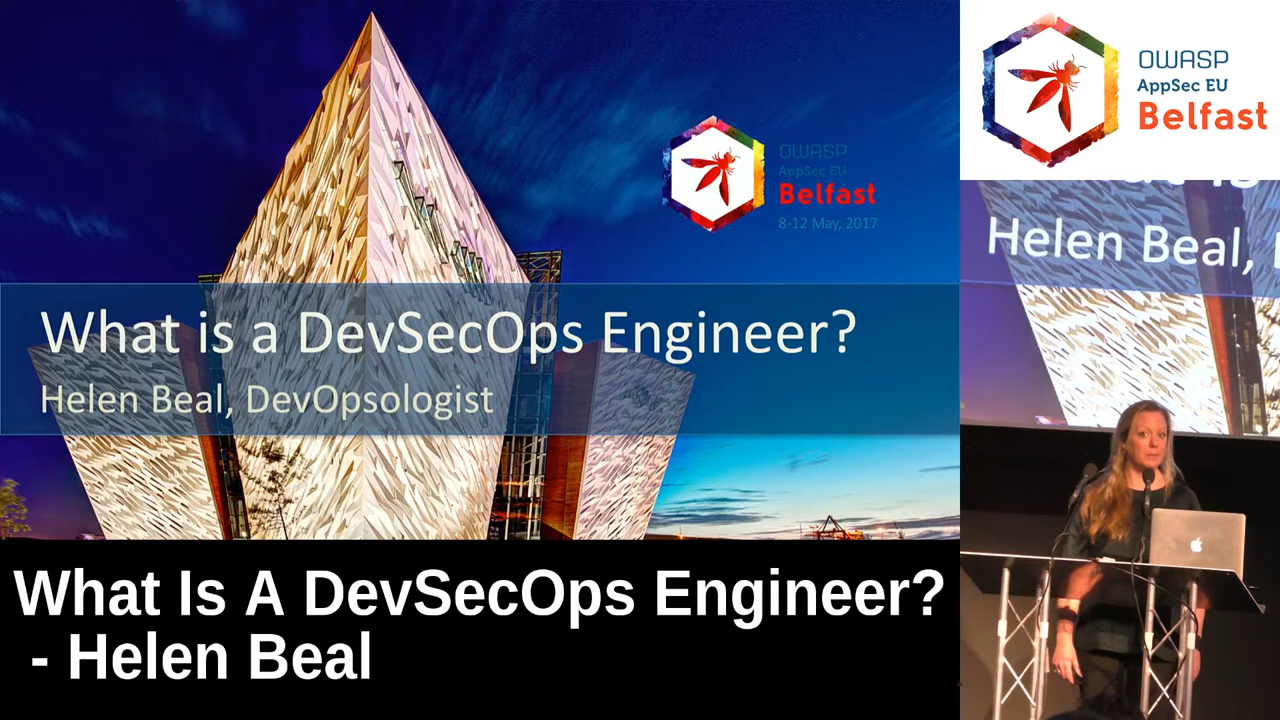 OWASP
AppSec EU
Belfast
8-12 May, 2017
What is a DevSecOps Engineer?
Helen Beal, DevOpsologist
What Is A DevSecOps Engineer?
- Helen Beal
OWASP
AppSec EU
Belfast
Helen Beal,